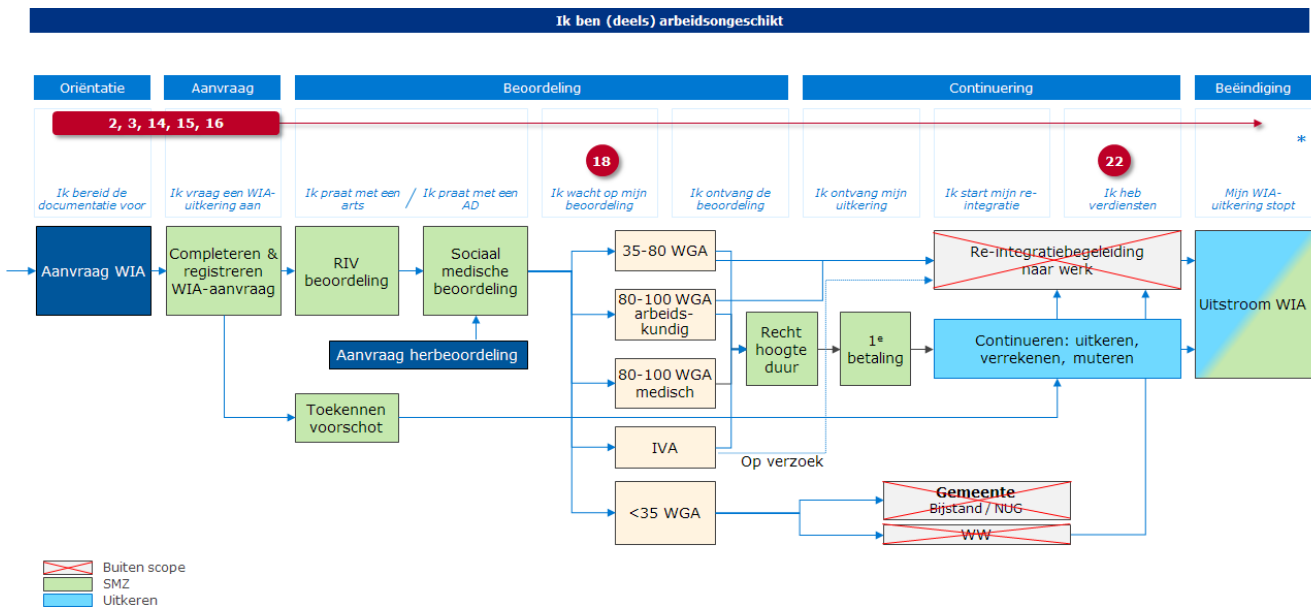 Ik ben (deels) arbeidsongeschikt
Oriëntatie
Aanvraag
Beoordeling
Continuering
Beëindiging
2, 3, 14, 15, 16
18
22
*
Ik bereid de
documentatie voor
Ik vraag een WIA-
uitkering aan
Ik praat met een
arts
/
Ik praat met een
AD
Ik wacht op mijn
beoordeling
Ik ontvang de
beoordeling
Ik ontvang mijn
uitkering
Ik start mijn re-
integratie
Ik heb
verdiensten
Mijn WIA-
uitkering stopt
Aanvraag WIA
Completeren &
registreren
WIA-aanvraag
RIV
beoordeling
Sociaal
medische
beoordeling
35-80 WGA
Re-integratiebegeleiding
naar werk
Uitstroom WIA
80-100 WGA
arbeids-
kundig
Recht
hoogte
duur
1e
betaling
Continueren: uitkeren,
verrekenen, muteren
Aanvraag herbeoordeling
80-100 WGA
medisch
Toekennen
voorschot
IVA
Op verzoek
<35 WGA
Gemeente
Bijstand / NUG
WW
Buiten scope
SMZ
Uitkeren